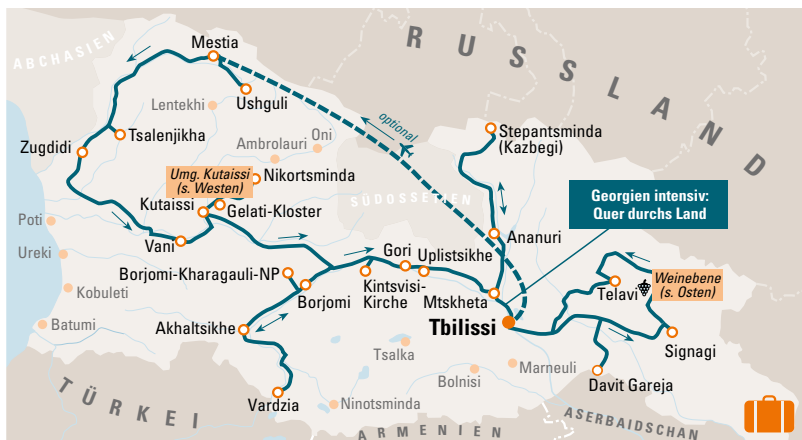 RUSSLAND
ABCHASIEN
Mestia
Ushguli
Lentekhi
Oni
Ambrolauri
optional
Stepantsminda
(Kazbegi)
Tsalenjikha
Zugdidi
Umg. Kutaissi
(s. Westen)
Nikortsminda
SÜDOSSETIEN
Georgien intensiv:
Quer durchs Land
Kutaissi
Gelati-Kloster
Poti
Vani
Ananuri
Ureki
Gori
Uplistsikhe
Borjomi-Kharagauli-NP
Weinebene
(s. Osten)
Telavi
Kobuleti
Borjomi
Kintsvisi-
Kirche
Mtskheta
Batumi
Akhaltsikhe
Tbilissi
Signagi
Tsalka
Marneuli
Bolnisi
Davit Gareja
Vardzia
Ninotsminda
TÜRKEI
ARMENIEN
ASERBAIDSCHAN